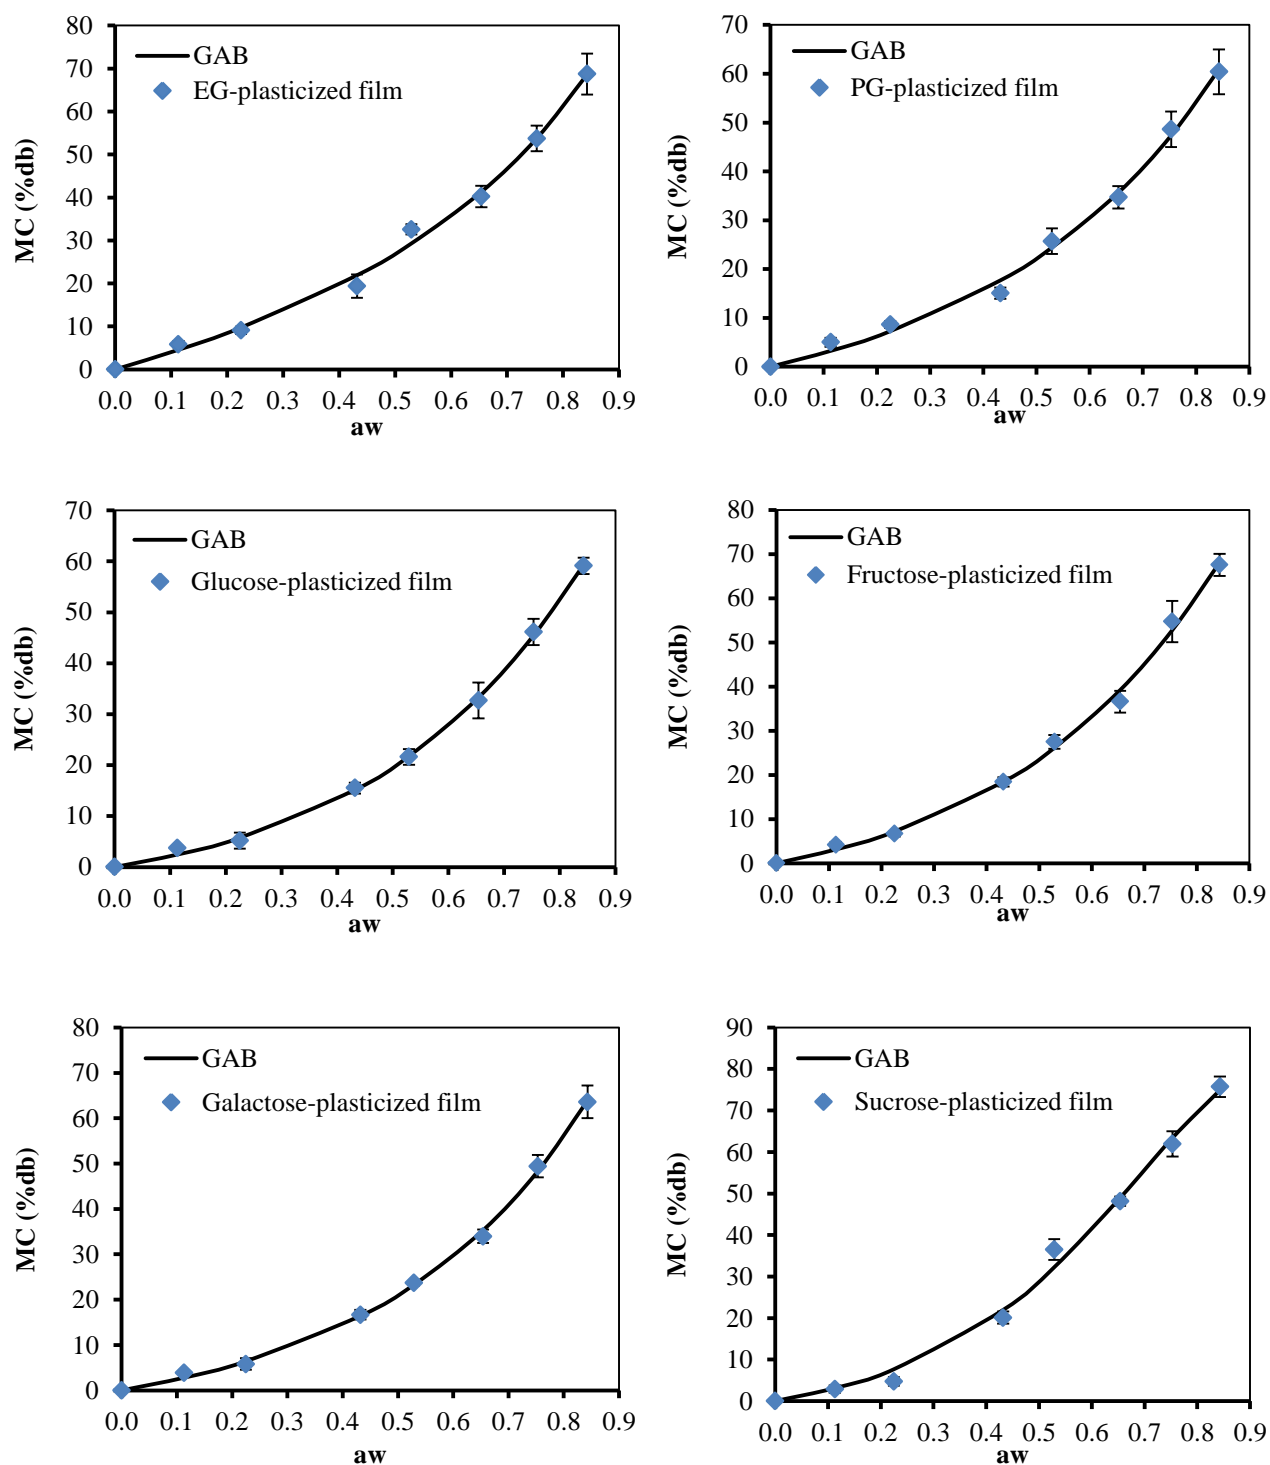 80
70
60
50
40
30
20
10
0
MC (%db)
GAB
EG-plasticized film
0.0 0.1 0.2 0.3 0.4 0.5 0.6 0.7 0.8 0.9
aw
70
60
50
40
30
20
10
0
MC (%db)
GAB
PG-plasticized film
0.0 0.1 0.2 0.3 0.4 0.5 0.6 0.7 0.8 0.9
aw
70
60
50
40
30
20
10
0
MC (%db)
GAB
Glucose-plasticized film
0.0 0.1 0.2 0.3 0.4 0.5 0.6 0.7 0.8 0.9
aw
80
70
60
50
40
30
20
10
0
MC (%db)
GAB
Fructose-plasticized film
0.0 0.1 0.2 0.3 0.4 0.5 0.6 0.7 0.8 0.9
aw
80
70
60
50
40
30
20
10
0
MC (%db)
GAB
Galactose-plasticized film
0.0 0.1 0.2 0.3 0.4 0.5 0.6 0.7 0.8 0.9
aw
90
80
70
60
50
40
30
20
10
0
MC (%db)
GAB
Sucrose-plasticized film
0.0 0.1 0.2 0.3 0.4 0.5 0.6 0.7 0.8 0.9
aw